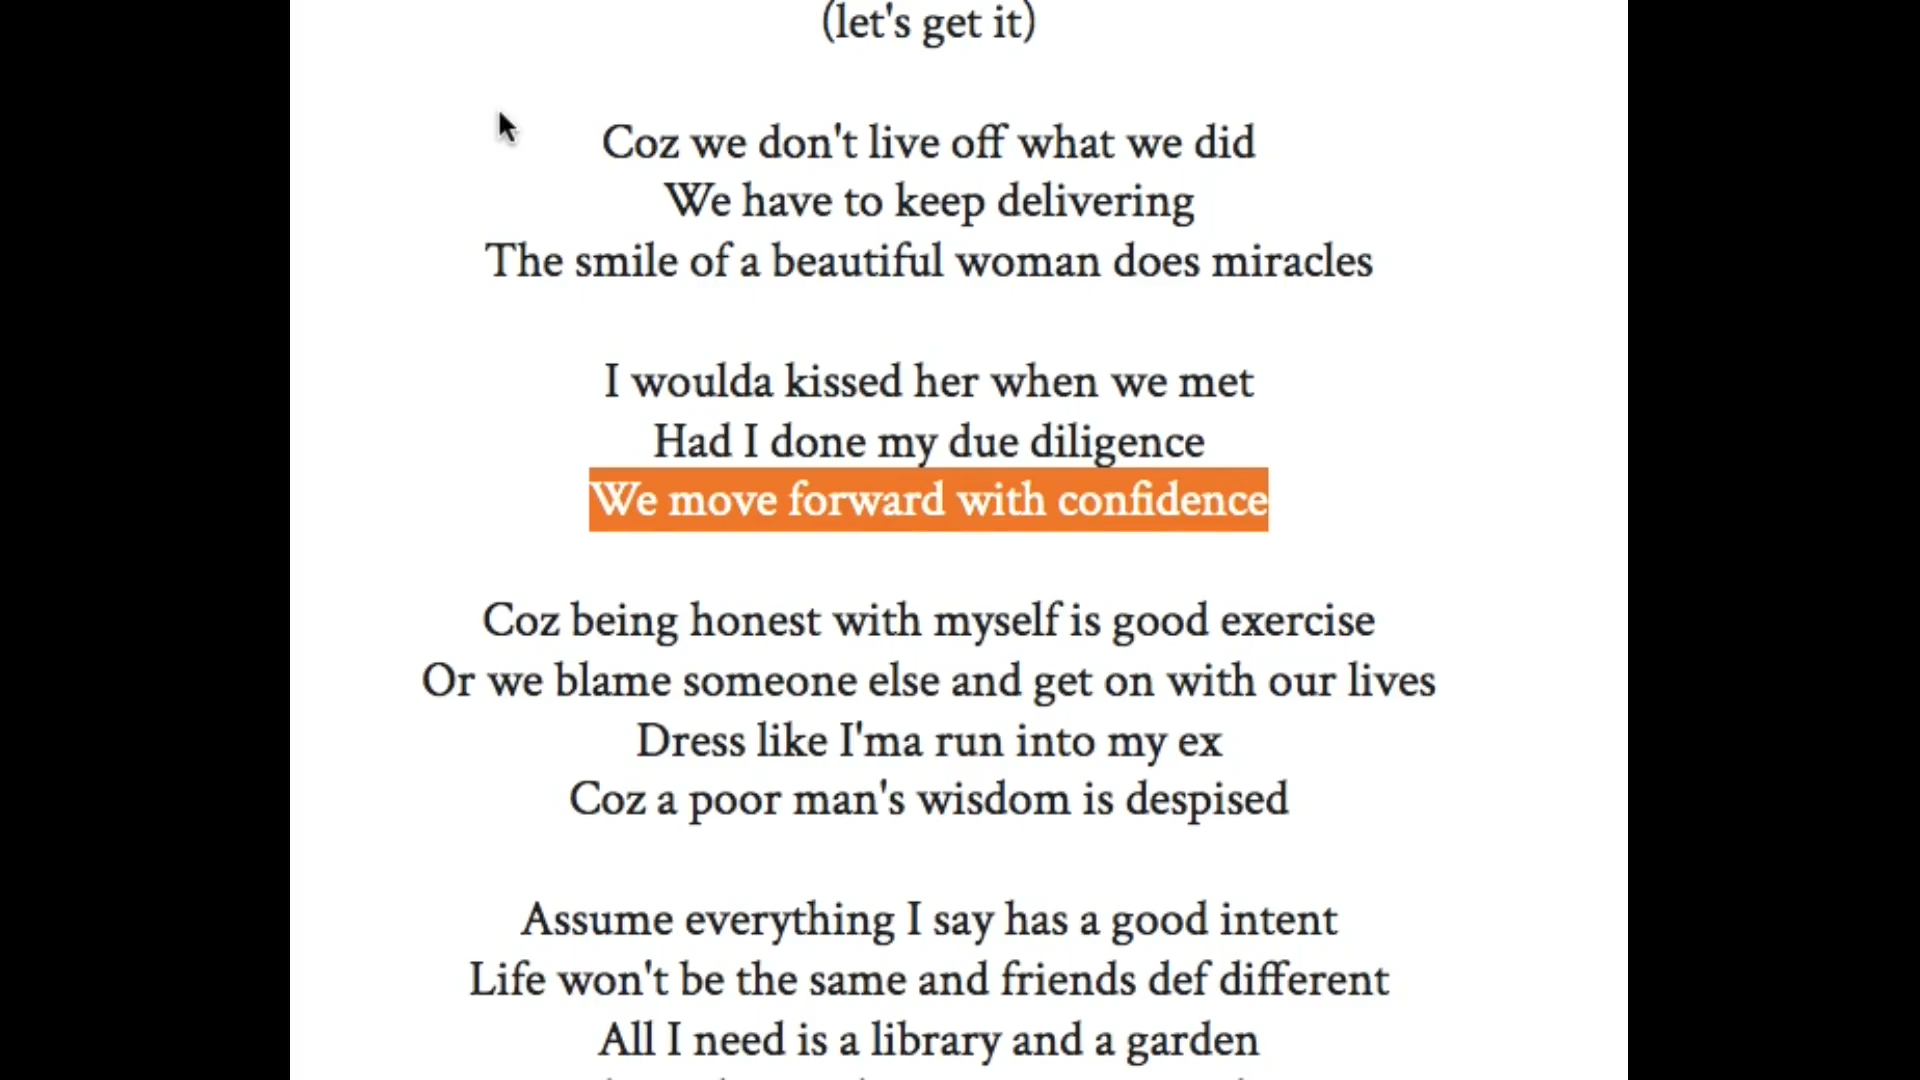 (let's get it)
Coz we don't live off what we did
We have to keep delivering
The smile of a beautiful woman does miracles
I woulda kissed her when we met
Had I done my due diligence
We move forward with confidence
Coz being honest with myself is good exercise
Or we blame someone else and get on with our lives
Dress like I'ma run into my ex
Coz a poor man's wisdom is despised
Assume everything I say has a good intent
Life won't be the same and friends def different
All I need is a library and a garden